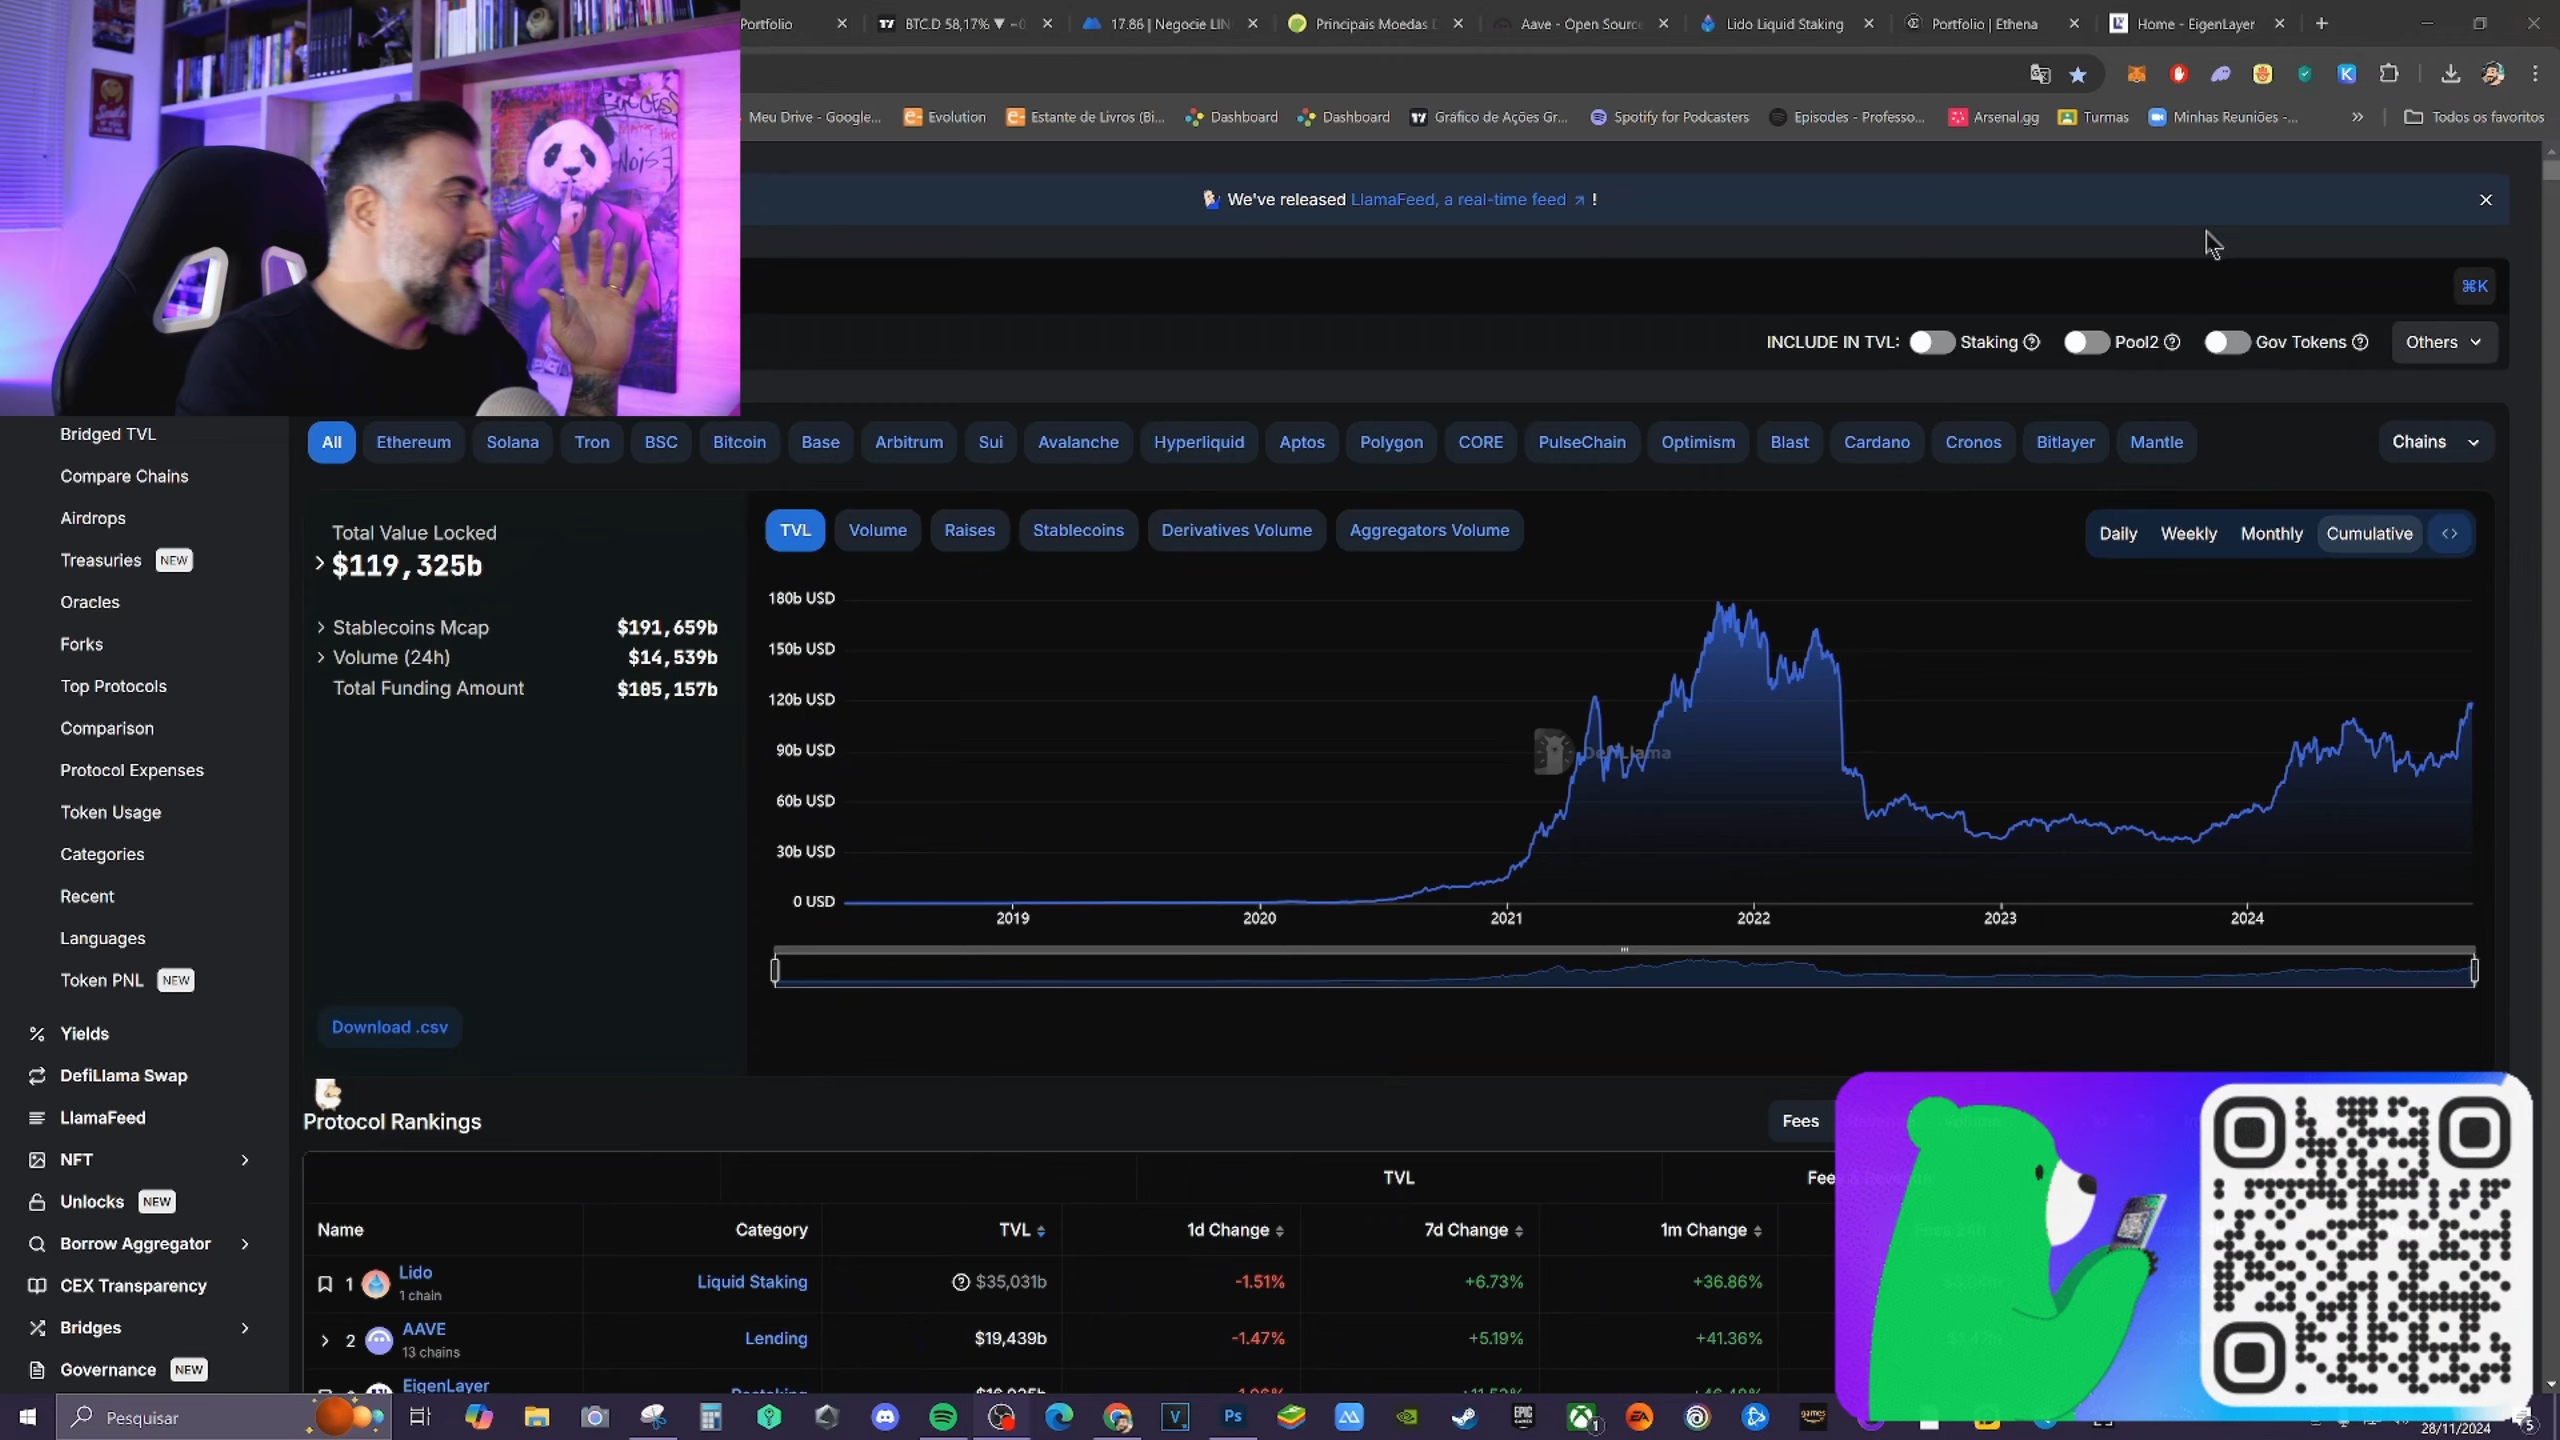 Portfolio
BTC.D 58,17% ▼ −0
17.86 | Negocie LIN
Principais Moedas D
Aave - Open Source
Lido Liquid Staking
Portfolio | Ethena
Home - EigenLayer
Meu Drive - Google...
Evolution
Estante de Livros (Bi...
Dashboard
Dashboard
Gráfico de Ações Gr...
Spotify for Podcasters
Episodes - Professo...
Arsenal.gg
Turmas
Minhas Reuniões -...
Todos os favoritos
SUCCESS
NOISE
We've released LlamaFeed, a real-time feed ↗ !
⌘K
INCLUDE IN TVL:
Staking
Pool2
Gov Tokens
Others
All Ethereum Solana Tron BSC Bitcoin Base Arbitrum Sui Avalanche Hyperliquid Aptos Polygon CORE PulseChain Optimism Blast Cardano Cronos Bitlayer Mantle
Chains
Bridged TVL
Compare Chains
Airdrops
Treasuries NEW
Oracles
Forks
Top Protocols
Comparison
Protocol Expenses
Token Usage
Categories
Recent
Languages
Token PNL NEW
Yields
DefiLlama Swap
LlamaFeed
NFT
Unlocks NEW
Borrow Aggregator
CEX Transparency
Bridges
Governance NEW
Total Value Locked
$119,325b
Stablecoins Mcap $191,659b
Volume (24h) $14,539b
Total Funding Amount $105,157b
Download .csv
TVL Volume Raises Stablecoins Derivatives Volume Aggregators Volume
Daily Weekly Monthly Cumulative <>
180b USD
150b USD
120b USD
90b USD
60b USD
30b USD
0 USD
DefiLlama
2019 2020 2021 2022 2023 2024
Protocol Rankings
Fees
TVL
Name Category TVL 1d Change 7d Change 1m Change
1 Lido Liquid Staking $35,031b -1.51% +6.73% +36.86%
1 chain
2 AAVE Lending $19,439b -1.47% +5.19% +41.36%
13 chains
EigenLayer
Pesquisar
28/11/2024